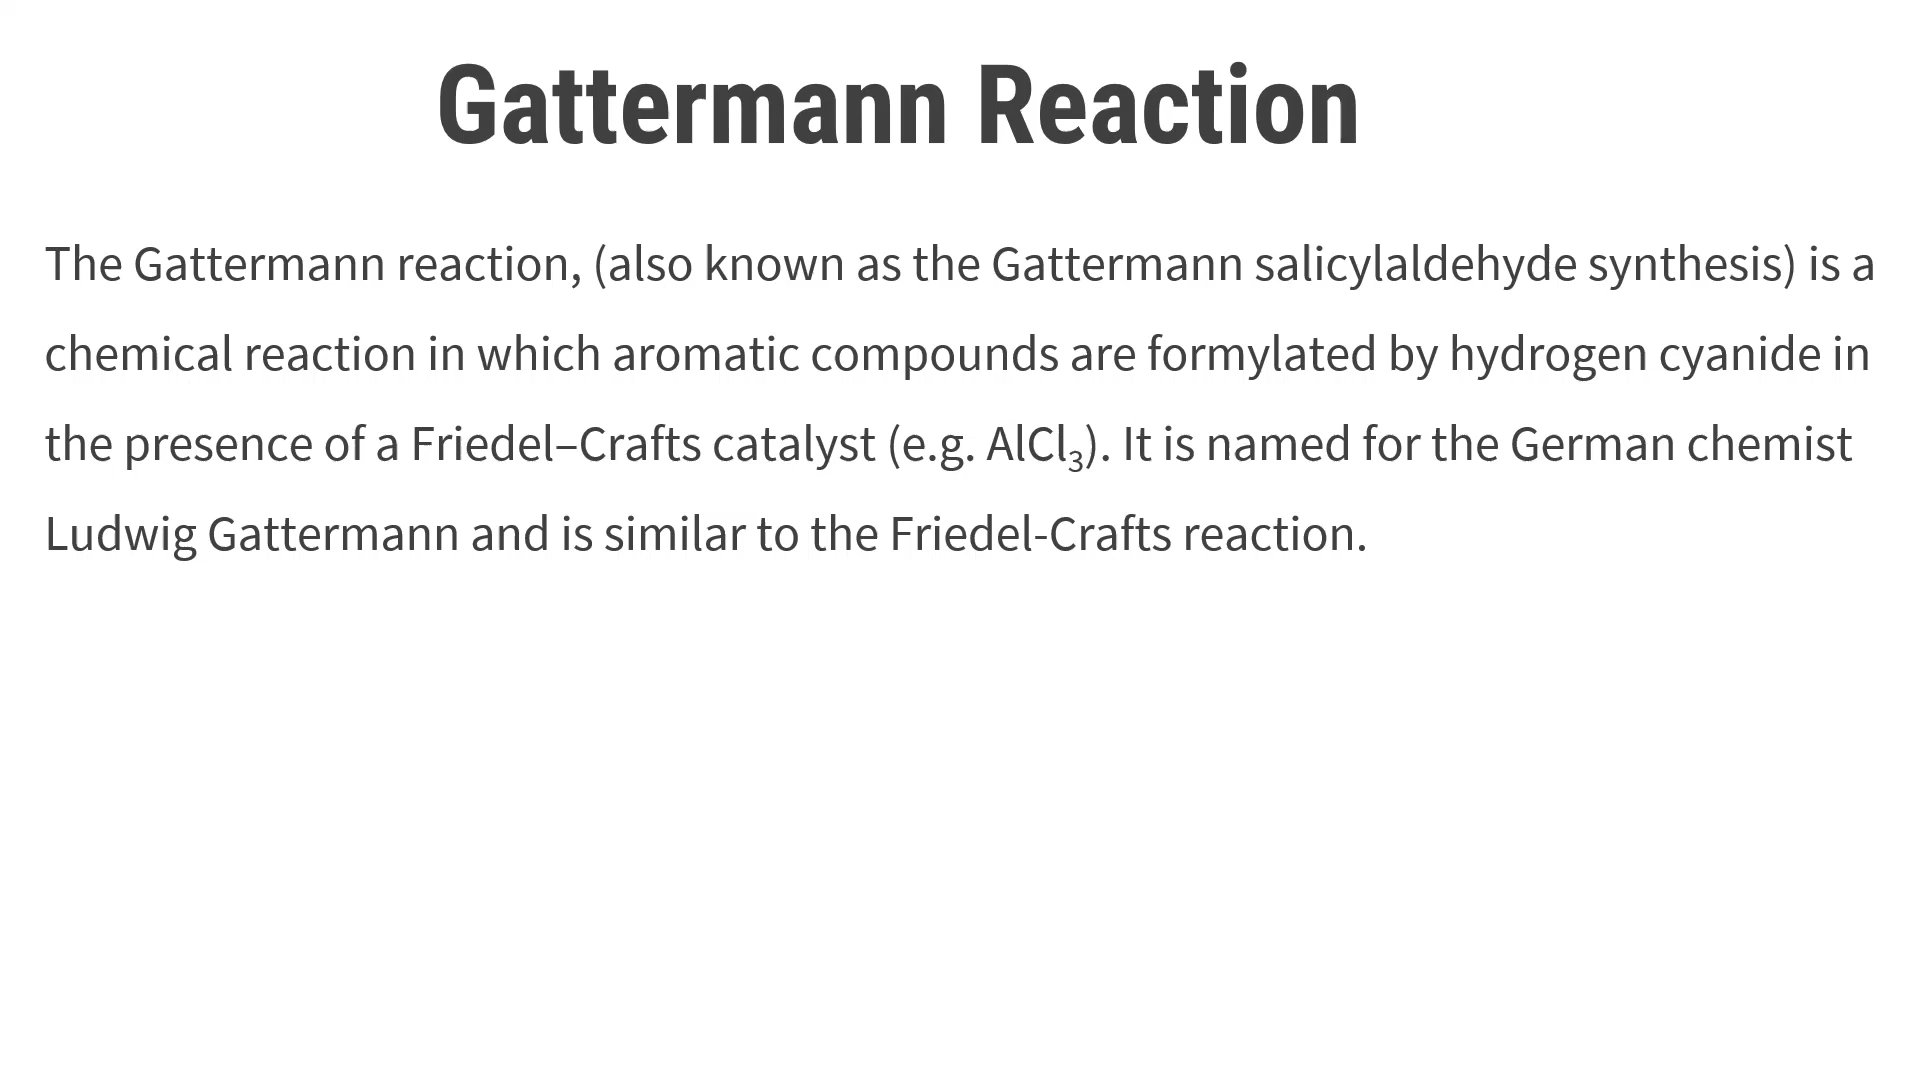 Gattermann Reaction
The Gattermann reaction, (also known as the Gattermann salicylaldehyde synthesis) is a
chemical reaction in which aromatic compounds are formylated by hydrogen cyanide in
the presence of a Friedel–Crafts catalyst (e.g. AlCl₃). It is named for the German chemist
Ludwig Gattermann and is similar to the Friedel-Crafts reaction.